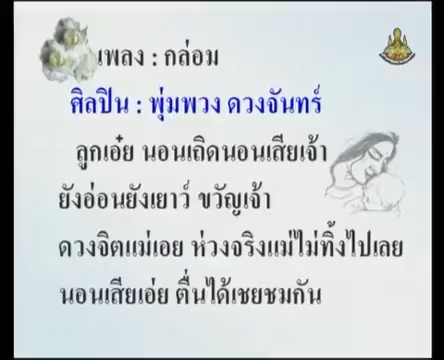 เพลง : กล่อม
ศิลปิน : พุ่มพวง ดวงจันทร์
ลูกเอ๋ย นอนเถิดนอนเสียเจ้า
ยังอ่อนยังเยาว์ ขวัญเจ้า
ดวงจิตแม่เอย ห่วงจริงแม่ไม่ทิ้งไปเลย
นอนเสียเอ่ย ตื่นได้เชยชมกัน